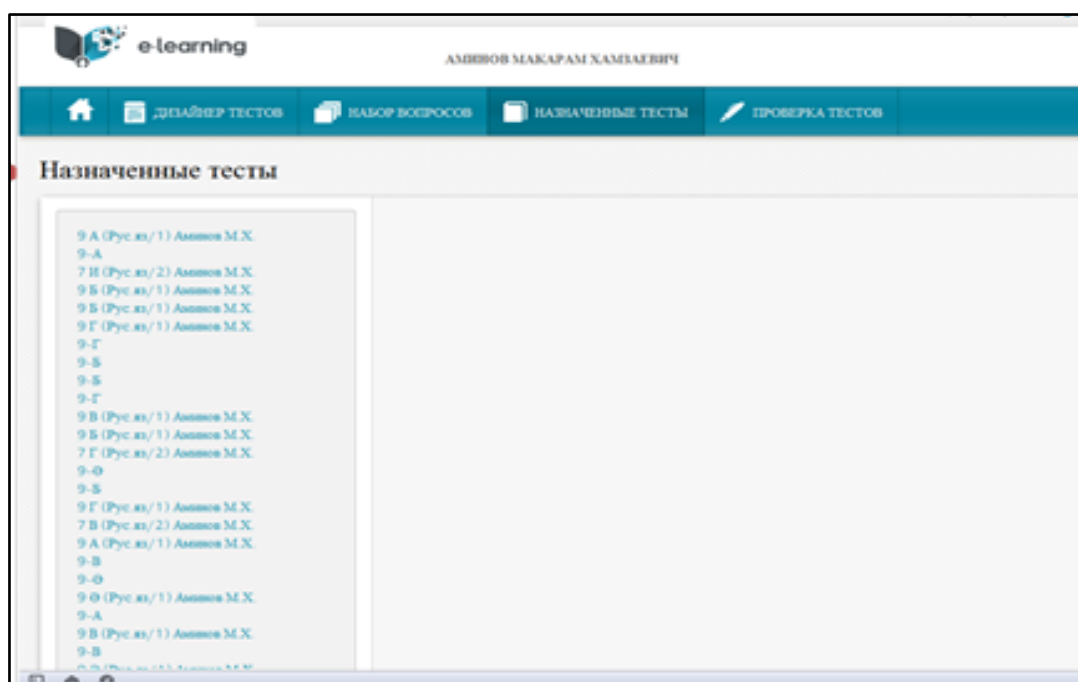 e-learning
АМИНОВ МАКАРАМ ХАМЗАЕВИЧ
ДИЗАЙНЕР ТЕСТОВ
НАБОР ВОПРОСОВ
НАЗНАЧЕННЫЕ ТЕСТЫ
ПРОВЕРКА ТЕСТОВ
Назначенные тесты
9 А (Рус.яз/1) Аминов М.Х.
9-А
7 И (Рус.яз/2) Аминов М.Х.
9 Б (Рус.яз/1) Аминов М.Х.
9 Б (Рус.яз/1) Аминов М.Х.
9 Г (Рус.яз/1) Аминов М.Х.
9-Г
9-Б
9-Б
9-Г
9 В (Рус.яз/1) Аминов М.Х.
9 Б (Рус.яз/1) Аминов М.Х.
7 Г (Рус.яз/2) Аминов М.Х.
9-Ә
9-Б
9 Г (Рус.яз/1) Аминов М.Х.
7 В (Рус.яз/2) Аминов М.Х.
9 А (Рус.яз/1) Аминов М.Х.
9-В
9-Ә
9 Ә (Рус.яз/1) Аминов М.Х.
9-А
9 В (Рус.яз/1) Аминов М.Х.
9-В